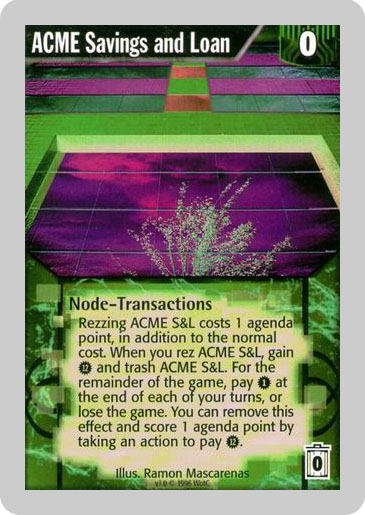 ACME Savings and Loan
0
Node-Transactions
Rezzing ACME S&L costs 1 agenda
point, in addition to the normal
cost. When you rez ACME S&L, gain
12 and trash ACME S&L. For the
remainder of the game, pay 1 at
the end of each of your turns, or
lose the game. You can remove this
effect and score 1 agenda point by
taking an action to pay 12.
0
Illus. Ramon Mascarenas
v1.0 © 1996 WotC